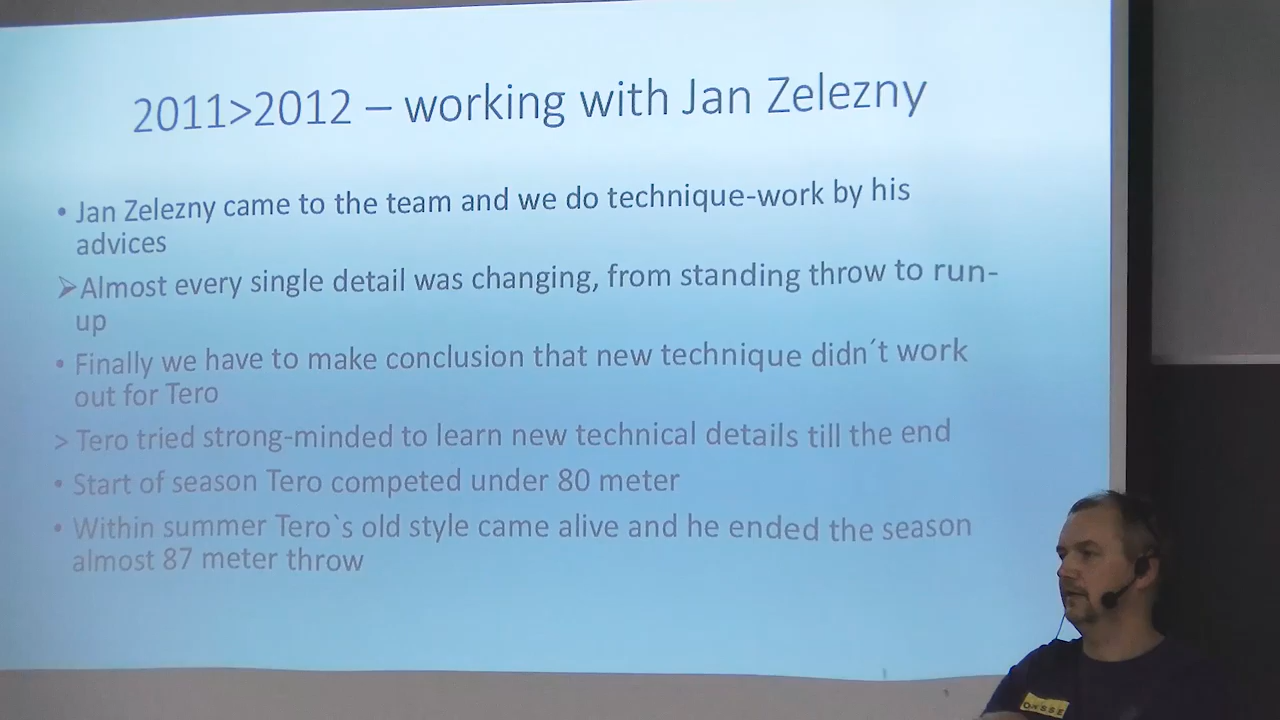 2011>2012 – working with Jan Zelezny
• Jan Zelezny came to the team and we do technique-work by his
advices
➢Almost every single detail was changing, from standing throw to run-
up
• Finally we have to make conclusion that new technique didn´t work
out for Tero
> Tero tried strong-minded to learn new technical details till the end
• Start of season Tero competed under 80 meter
• Within summer Tero`s old style came alive and he ended the season
almost 87 meter throw